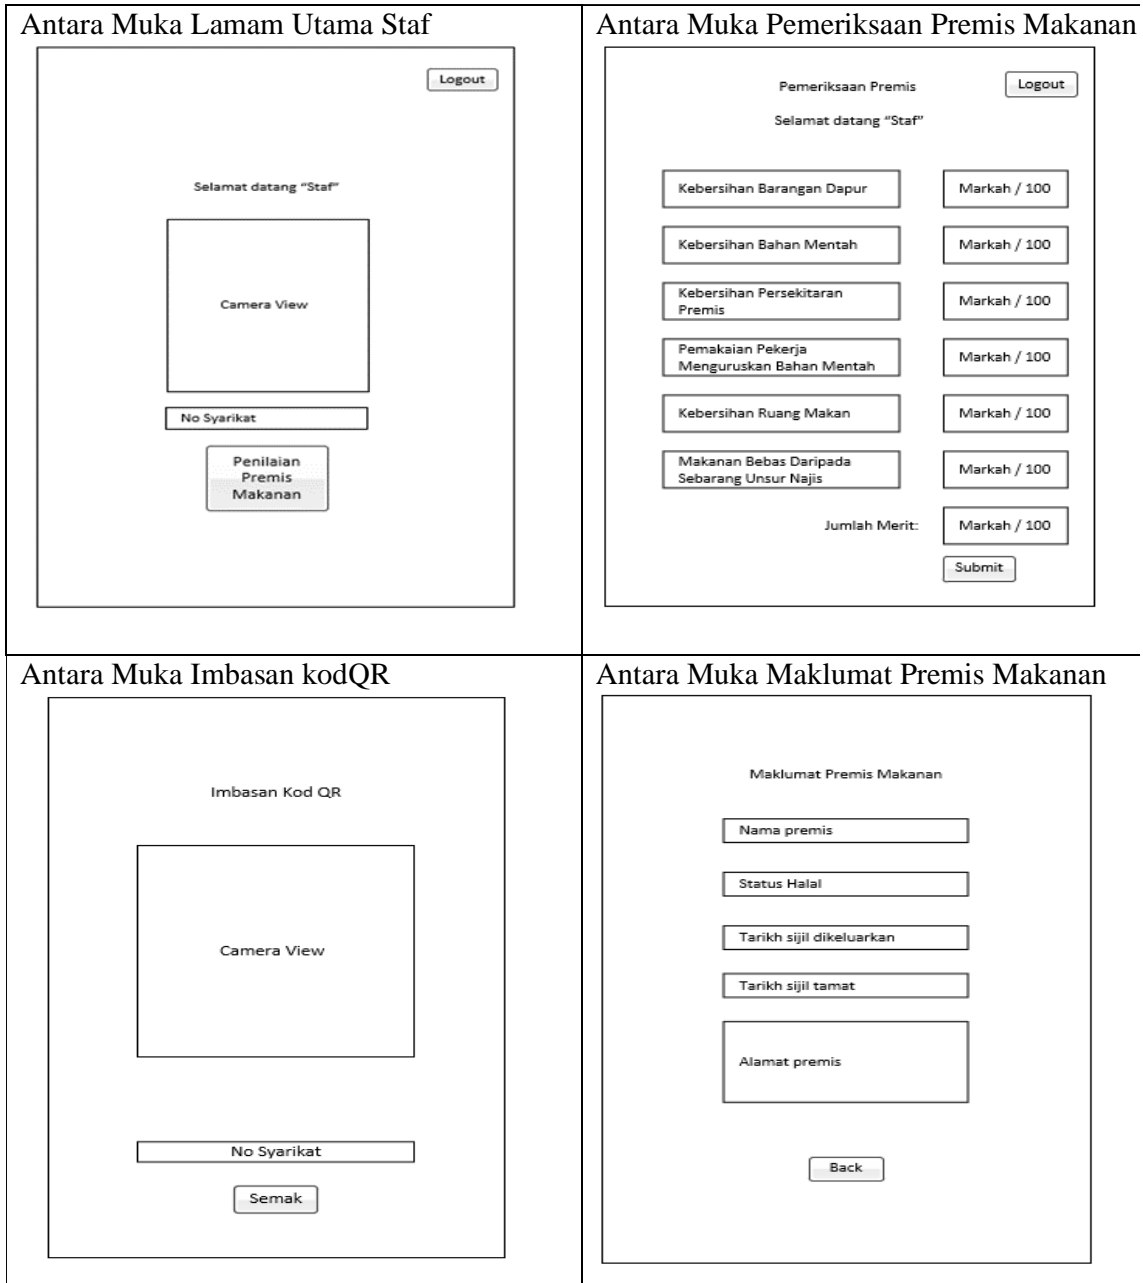 Antara Muka Lamam Utama Staf
Logout
Selamat datang “Staf”
Camera View
No Syarikat
Penilaian
Premis
Makanan
Antara Muka Pemeriksaan Premis Makanan
Pemeriksaan Premis
Logout
Selamat datang “Staf”
Kebersihan Barangan Dapur
Markah / 100
Kebersihan Bahan Mentah
Markah / 100
Kebersihan Persekitaran
Premis
Markah / 100
Pemakaian Pekerja
Menguruskan Bahan Mentah
Markah / 100
Kebersihan Ruang Makan
Markah / 100
Makanan Bebas Daripada
Sebarang Unsur Najis
Markah / 100
Jumlah Merit:
Markah / 100
Submit
Antara Muka Imbasan kodQR
Imbasan Kod QR
Camera View
No Syarikat
Semak
Antara Muka Maklumat Premis Makanan
Maklumat Premis Makanan
Nama premis
Status Halal
Tarikh sijil dikeluarkan
Tarikh sijil tamat
Alamat premis
Back